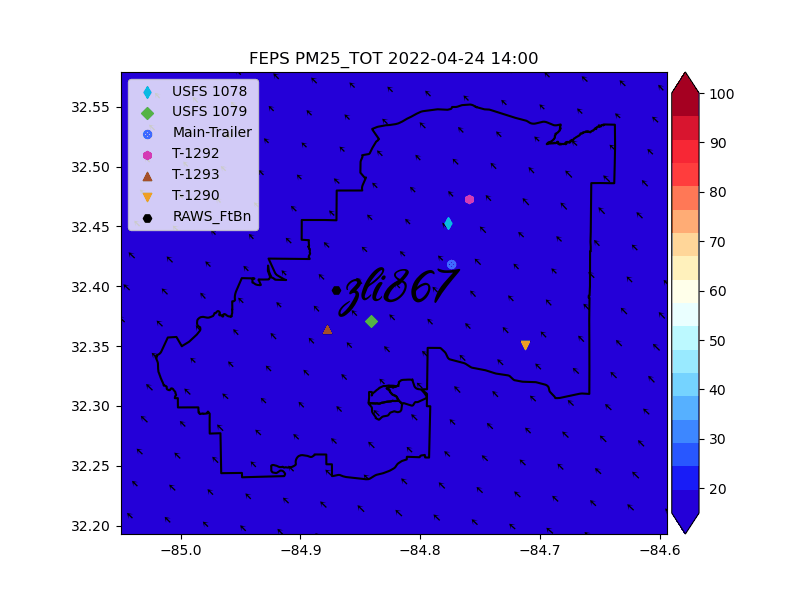 FEPS PM25_TOT 2022-04-24 14:00
USFS 1078
USFS 1079
Main-Trailer
T-1292
T-1293
T-1290
RAWS_FtBn
zli867
32.55
32.50
32.45
32.40
32.35
32.30
32.25
32.20
−85.0 −84.9 −84.8 −84.7 −84.6
100
90
80
70
60
50
40
30
20